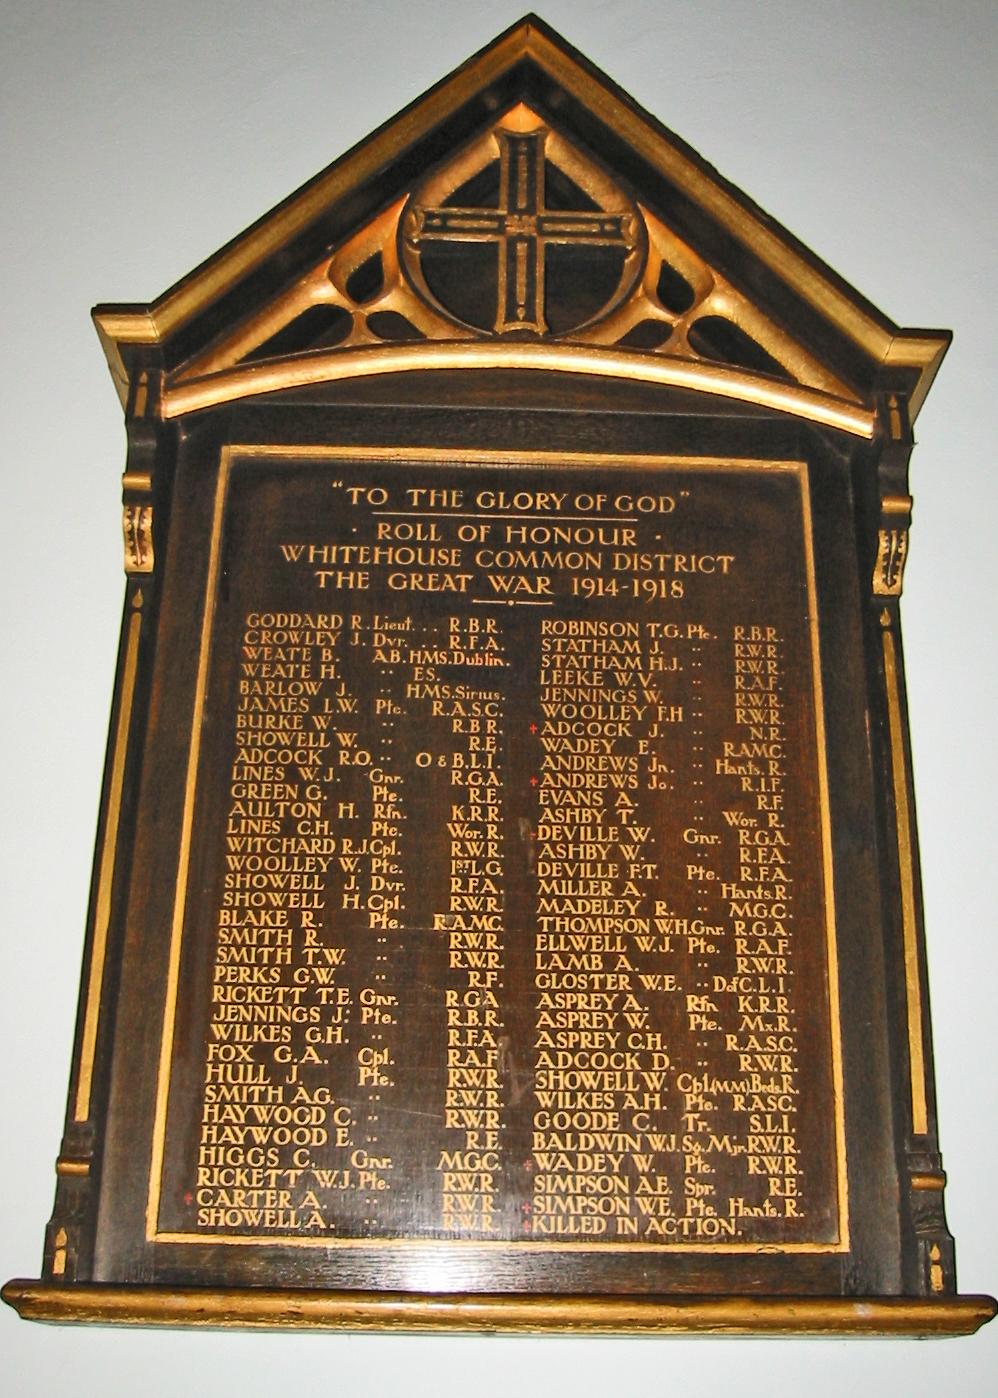 "TO THE GLORY OF GOD"
· ROLL OF HONOUR ·
WHITEHOUSE COMMON DISTRICT
THE GREAT WAR 1914-1918
GODDARD R. Lieut... R.B.R.
CROWLEY J. Dvr... R.F.A.
WEATE B. A.B. HMS. Dublin.
WEATE H. " ES.
BARLOW J. " HMS. Sirius.
JAMES I.W. Pte. R.A.S.C.
BURKE W. " R.B.R.
SHOWELL W. " R.E.
ADCOCK R.O. " O & B.L.I.
LINES W.J. Gnr. R.G.A.
GREEN G. Pte. R.E.
AULTON H. Rfn. K.R.R.
LINES C.H. Pte. Wor. R.
WITCHARD R.J. Cpl. R.W.R.
WOOLLEY W. Pte. 1ST L.G.
SHOWELL J. Dvr. R.F.A.
SHOWELL H. Cpl. R.W.R.
BLAKE R. Pte. R.A.M.C.
SMITH R. " R.W.R.
SMITH T.W. " R.W.R.
PERKS G.W. " R.F.
RICKETT T.E. Gnr. R.G.A
JENNINGS J. Pte. R.B.R.
WILKES G.H. " R.F.A.
FOX G.A. Cpl. R.A.F
HULL J. Pte. R.W.R.
SMITH A.G. " R.W.R.
HAYWOOD C. " R.W.R.
HAYWOOD E. " R.E.
HIGGS C. Gnr. M.G.C.
RICKETT W.J. Pte. R.W.R.
† CARTER A. " R.W.R.
SHOWELL A. " R.W.R.
ROBINSON T.G. Pte. R.B.R.
STATHAM J. " R.W.R.
STATHAM H.J. " R.W.R.
LEEKE W.V. " R.A.F.
JENNINGS W. " R.W.R.
WOOLLEY F.H " R.W.R.
† ADCOCK J. " N.R.
WADEY E. " R.A.M.C.
ANDREWS Jn. " Hants. R.
† ANDREWS Jo. " R.I.F.
EVANS A. " R.F.
ASHBY T. " Wor. R.
† DEVILLE W. Gnr. R.G.A.
ASHBY W. " R.F.A.
DEVILLE F.T. Pte. R.F.A.
MILLER A. " Hants. R.
MADELEY R. " M.G.C.
THOMPSON W.H. Gnr. R.G.A.
ELLWELL W.J. Pte. R.A.F.
LAMB A. " R.W.R.
GLOSTER W.E. " D of C.L.I.
ASPREY A. Rfn K.R.R.
ASPREY W. Pte. Mx. R.
ASPREY C.H. " R.A.S.C.
ADCOCK D. " R.W.R.
SHOWELL W. Cpl. (MM). Beds. R.
WILKES A.H. Pte. R.A.S.C.
GOODE C. Tr. S.L.I.
BALDWIN W.J. Sg. Mjr. R.W.R.
† WADEY W. Pte. R.W.R.
SIMPSON A.E. Spr. R.E.
† SIMPSON W.E. Pte. Hants. R.
† KILLED IN ACTION.